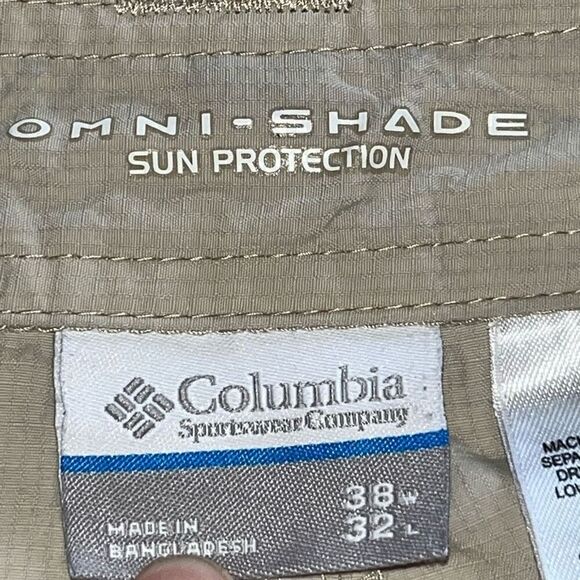 OMNI-SHADE
SUN PROTECTION
Columbia
Sportswear Company
38 W
32 L
MADE IN
BANGLADESH